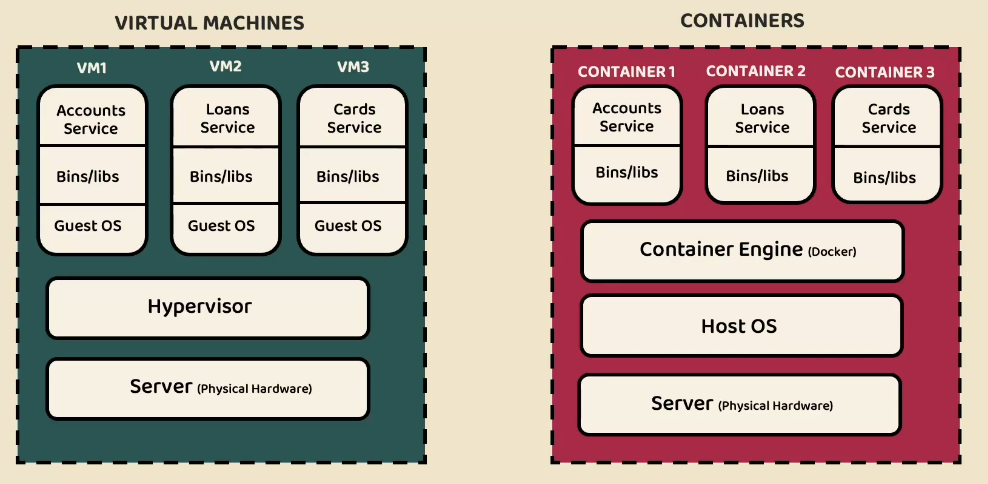 VIRTUAL MACHINES
VM1
VM2
VM3
Accounts
Service
Loans
Service
Cards
Service
Bins/libs
Bins/libs
Bins/libs
Guest OS
Guest OS
Guest OS
Hypervisor
Server (Physical Hardware)
CONTAINERS
CONTAINER 1
CONTAINER 2
CONTAINER 3
Accounts
Service
Loans
Service
Cards
Service
Bins/libs
Bins/libs
Bins/libs
Container Engine (Docker)
Host OS
Server (Physical Hardware)